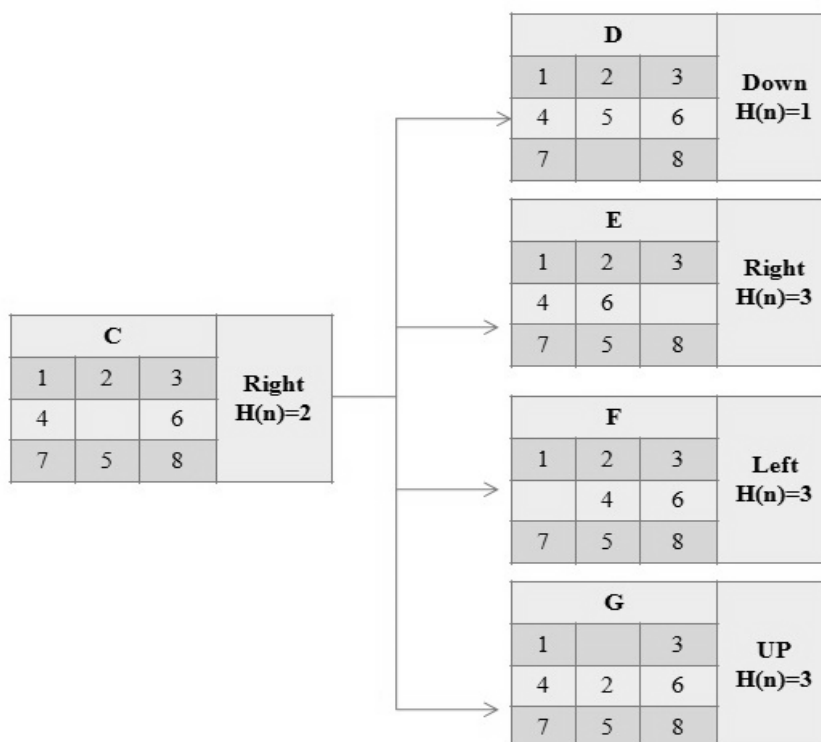 D
1 2 3
4 5 6
7 8
Down
H(n)=1
E
1 2 3
4 6
7 5 8
Right
H(n)=3
C
1 2 3
4 6
7 5 8
Right
H(n)=2
F
1 2 3
4 6
7 5 8
Left
H(n)=3
G
1 3
4 2 6
7 5 8
UP
H(n)=3